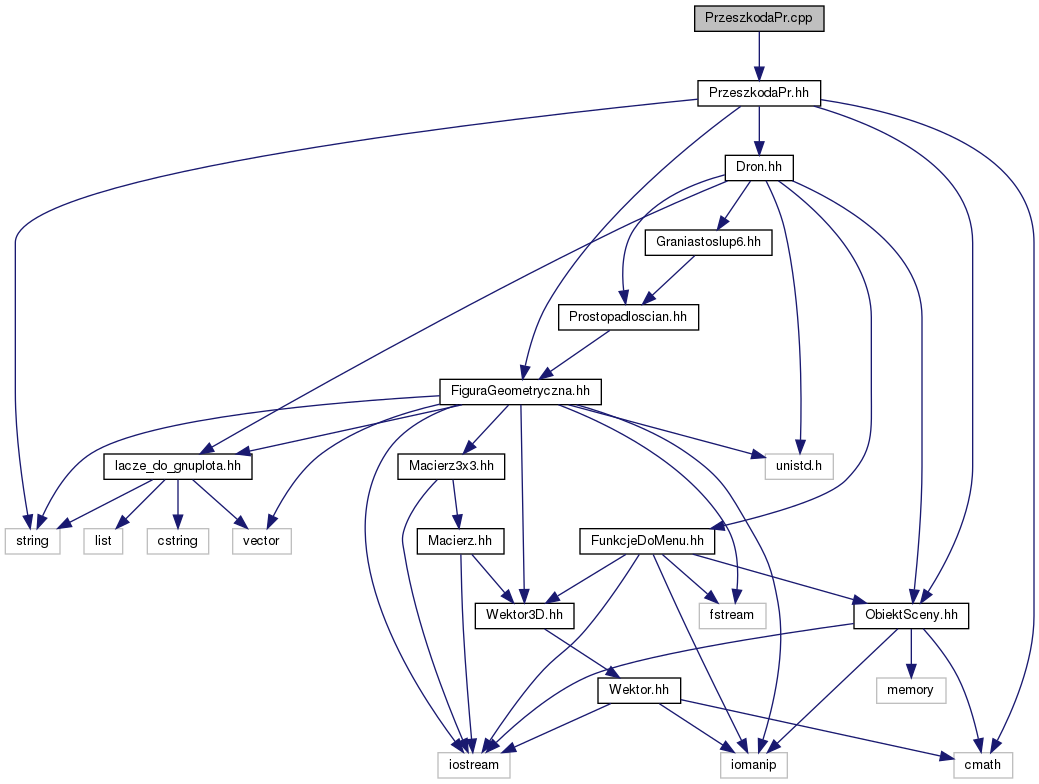 PrzeszkodaPr.cpp
PrzeszkodaPr.hh
Dron.hh
Graniastoslup6.hh
Prostopadloscian.hh
FiguraGeometryczna.hh
lacze_do_gnuplota.hh
Macierz3x3.hh
unistd.h
string
list
cstring
vector
Macierz.hh
FunkcjeDoMenu.hh
Wektor3D.hh
fstream
ObiektSceny.hh
Wektor.hh
memory
iostream
iomanip
cmath